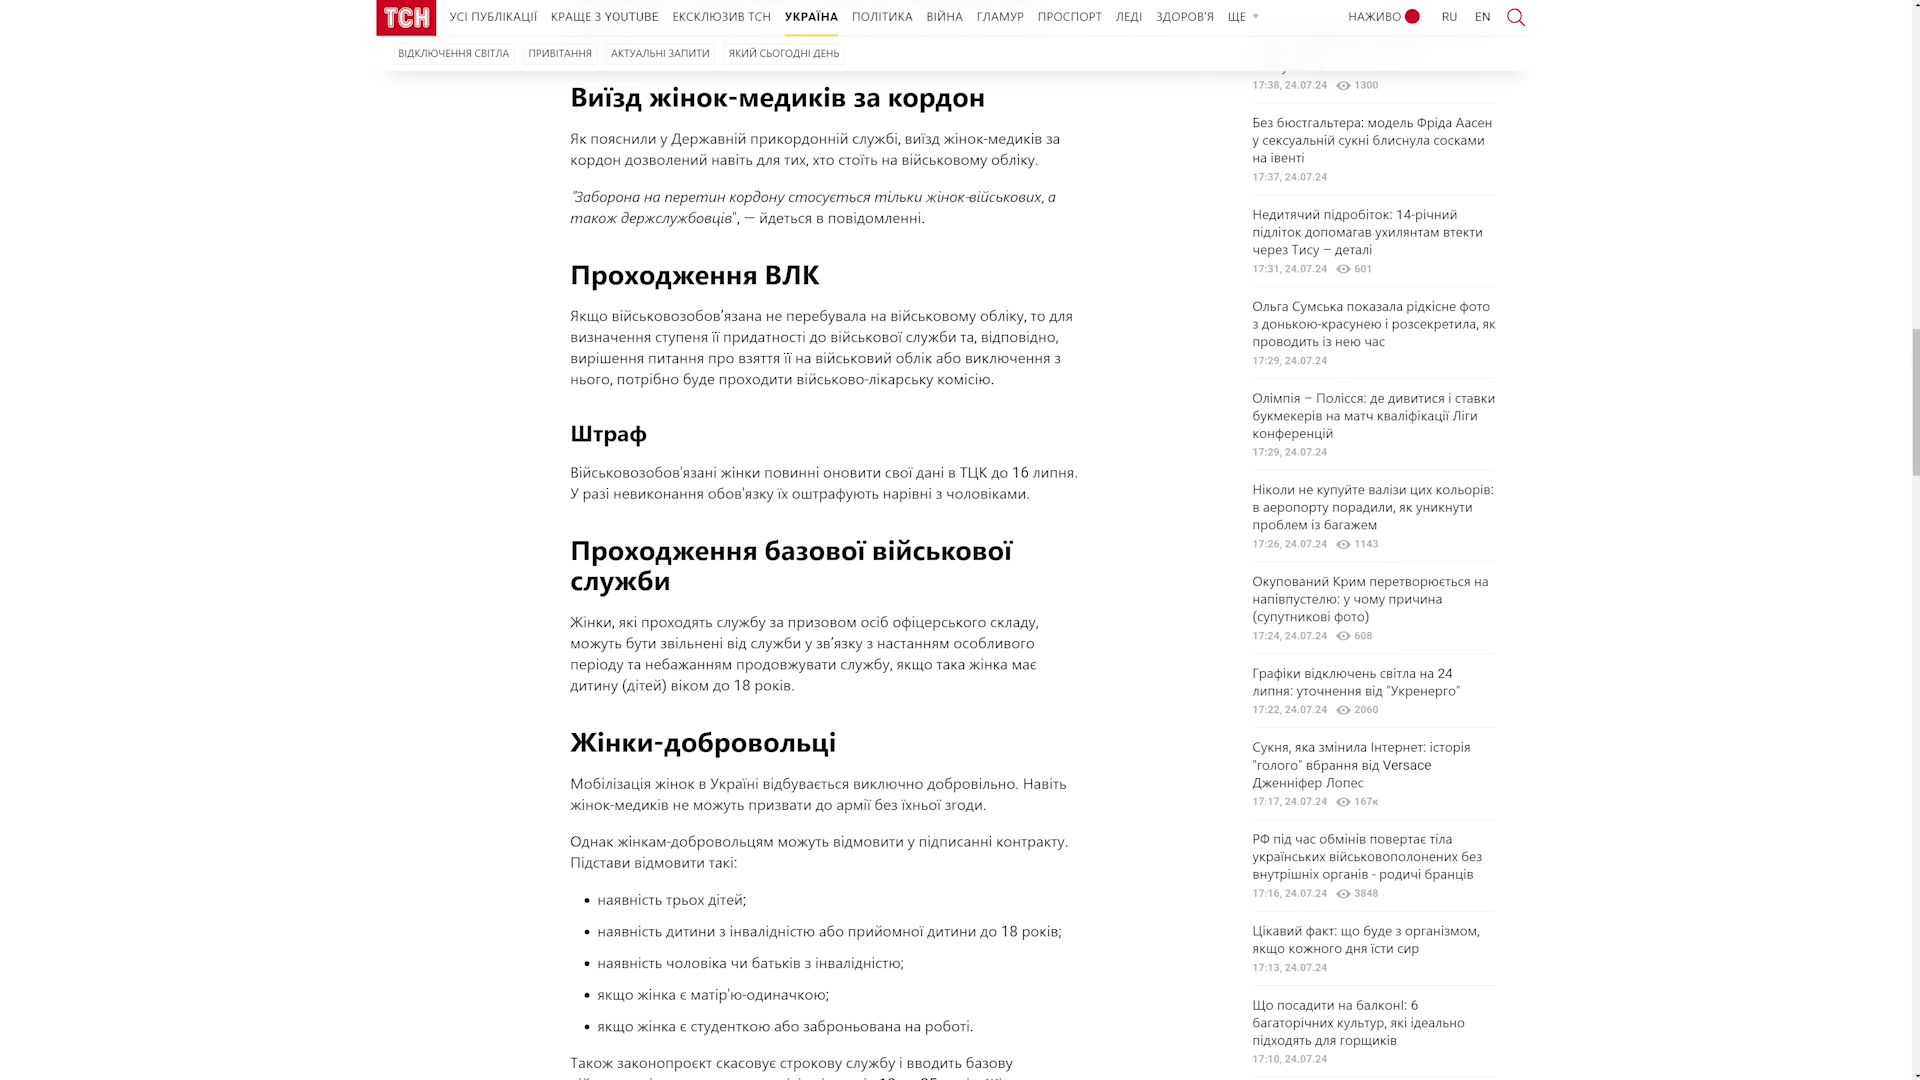 ТСН
УСІ ПУБЛІКАЦІЇ КРАЩЕ З YOUTUBE ЕКСКЛЮЗИВ ТСН УКРАЇНА ПОЛІТИКА ВІЙНА ГЛАМУР ПРОСПОРТ ЛЕДІ ЗДОРОВ'Я ЩЕ НАЖИВО RU EN
ВІДКЛЮЧЕННЯ СВІТЛА ПРИВІТАННЯ АКТУАЛЬНІ ЗАПИТИ ЯКИЙ СЬОГОДНІ ДЕНЬ
Виїзд жінок-медиків за кордон
Як пояснили у Державній прикордонній службі, виїзд жінок-медиків за
кордон дозволений навіть для тих, хто стоїть на військовому обліку.
"Заборона на перетин кордону стосується тільки жінок-військових, а
також держслужбовців", — йдеться в повідомленні.
Проходження ВЛК
Якщо військовозобов’язана не перебувала на військовому обліку, то для
визначення ступеня її придатності до військової служби та, відповідно,
вирішення питання про взяття її на військовий облік або виключення з
нього, потрібно буде проходити військово-лікарську комісію.
Штраф
Військовозобов'язані жінки повинні оновити свої дані в ТЦК до 16 липня.
У разі невиконання обов'язку їх оштрафують нарівні з чоловіками.
Проходження базової військової
служби
Жінки, які проходять службу за призовом осіб офіцерського складу,
можуть бути звільнені від служби у зв’язку з настанням особливого
періоду та небажанням продовжувати службу, якщо така жінка має
дитину (дітей) віком до 18 років.
Жінки-добровольці
Мобілізація жінок в Україні відбувається виключно добровільно. Навіть
жінок-медиків не можуть призвати до армії без їхньої згоди.
Однак жінкам-добровольцям можуть відмовити у підписанні контракту.
Підстави відмовити такі:
• наявність трьох дітей;
• наявність дитини з інвалідністю або прийомної дитини до 18 років;
• наявність чоловіка чи батьків з інвалідністю;
• якщо жінка є матір'ю-одиначкою;
• якщо жінка є студенткою або заброньована на роботі.
Також законопроєкт скасовує строкову службу і вводить базову
17:38, 24.07.24 1300
Без бюстгальтера: модель Фріда Аасен
у сексуальній сукні блиснула сосками
на івенті
17:37, 24.07.24
Недитячий підробіток: 14-річний
підліток допомагав ухилянтам втекти
через Тису – деталі
17:31, 24.07.24 601
Ольга Сумська показала рідкісне фото
з донькою-красунею і розсекретила, як
проводить із нею час
17:29, 24.07.24
Олімпія – Полісся: де дивитися і ставки
букмекерів на матч кваліфікації Ліги
конференцій
17:29, 24.07.24
Ніколи не купуйте валізи цих кольорів:
в аеропорту порадили, як уникнути
проблем із багажем
17:26, 24.07.24 1143
Окупований Крим перетворюється на
напівпустелю: у чому причина
(супутникові фото)
17:24, 24.07.24 608
Графіки відключень світла на 24
липня: уточнення від "Укренерго"
17:22, 24.07.24 2060
Сукня, яка змінила Інтернет: історія
"голого" вбрання від Versace
Дженніфер Лопес
17:17, 24.07.24 167к
РФ під час обмінів повертає тіла
українських військовополонених без
внутрішніх органів - родичі бранців
17:16, 24.07.24 3848
Цікавий факт: що буде з організмом,
якщо кожного дня їсти сир
17:13, 24.07.24
Що посадити на балконі: 6
багаторічних культур, які ідеально
підходять для горщиків
17:10, 24.07.24